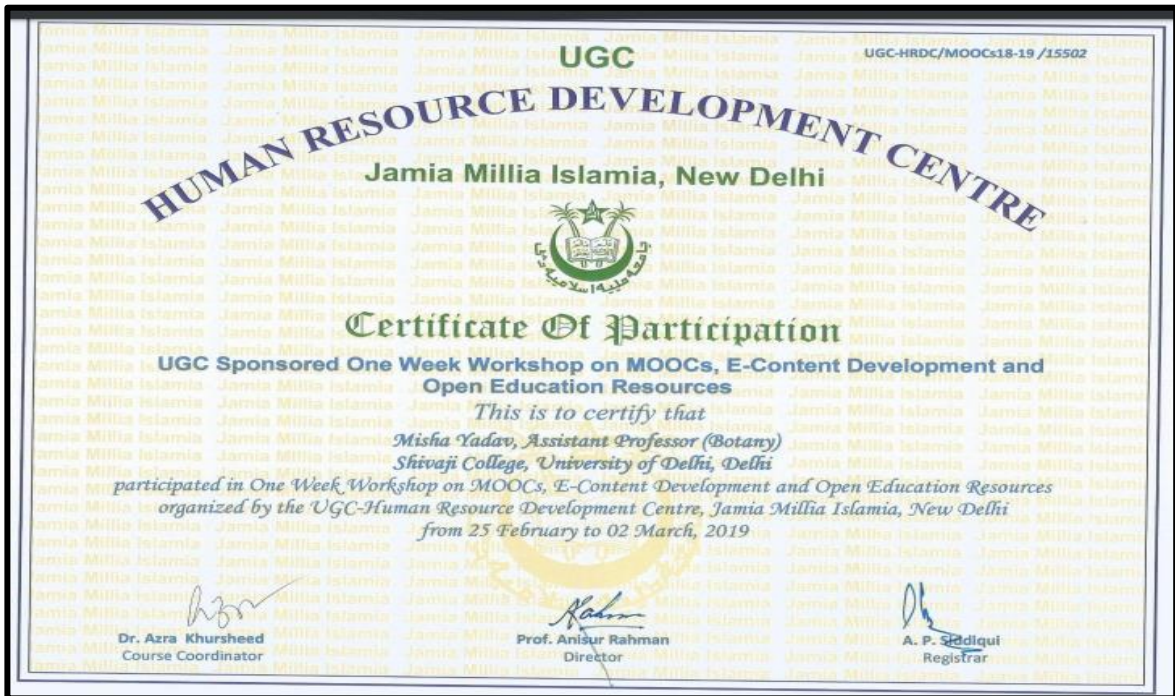 UGC
UGC-HRDC/MOOCs18-19 /15502
HUMAN RESOURCE DEVELOPMENT CENTRE
Jamia Millia Islamia, New Delhi
جامعہ ملیہ اسلامیہ دہلی
Certificate Of Participation
UGC Sponsored One Week Workshop on MOOCs, E-Content Development and
Open Education Resources
This is to certify that
Misha Yadav, Assistant Professor (Botany)
Shivaji College, University of Delhi, Delhi
participated in One Week Workshop on MOOCs, E-Content Development and Open Education Resources
organized by the UGC-Human Resource Development Centre, Jamia Millia Islamia, New Delhi
from 25 February to 02 March, 2019
Dr. Azra Khursheed
Course Coordinator
Prof. Anisur Rahman
Director
A. P. Siddiqui
Registrar